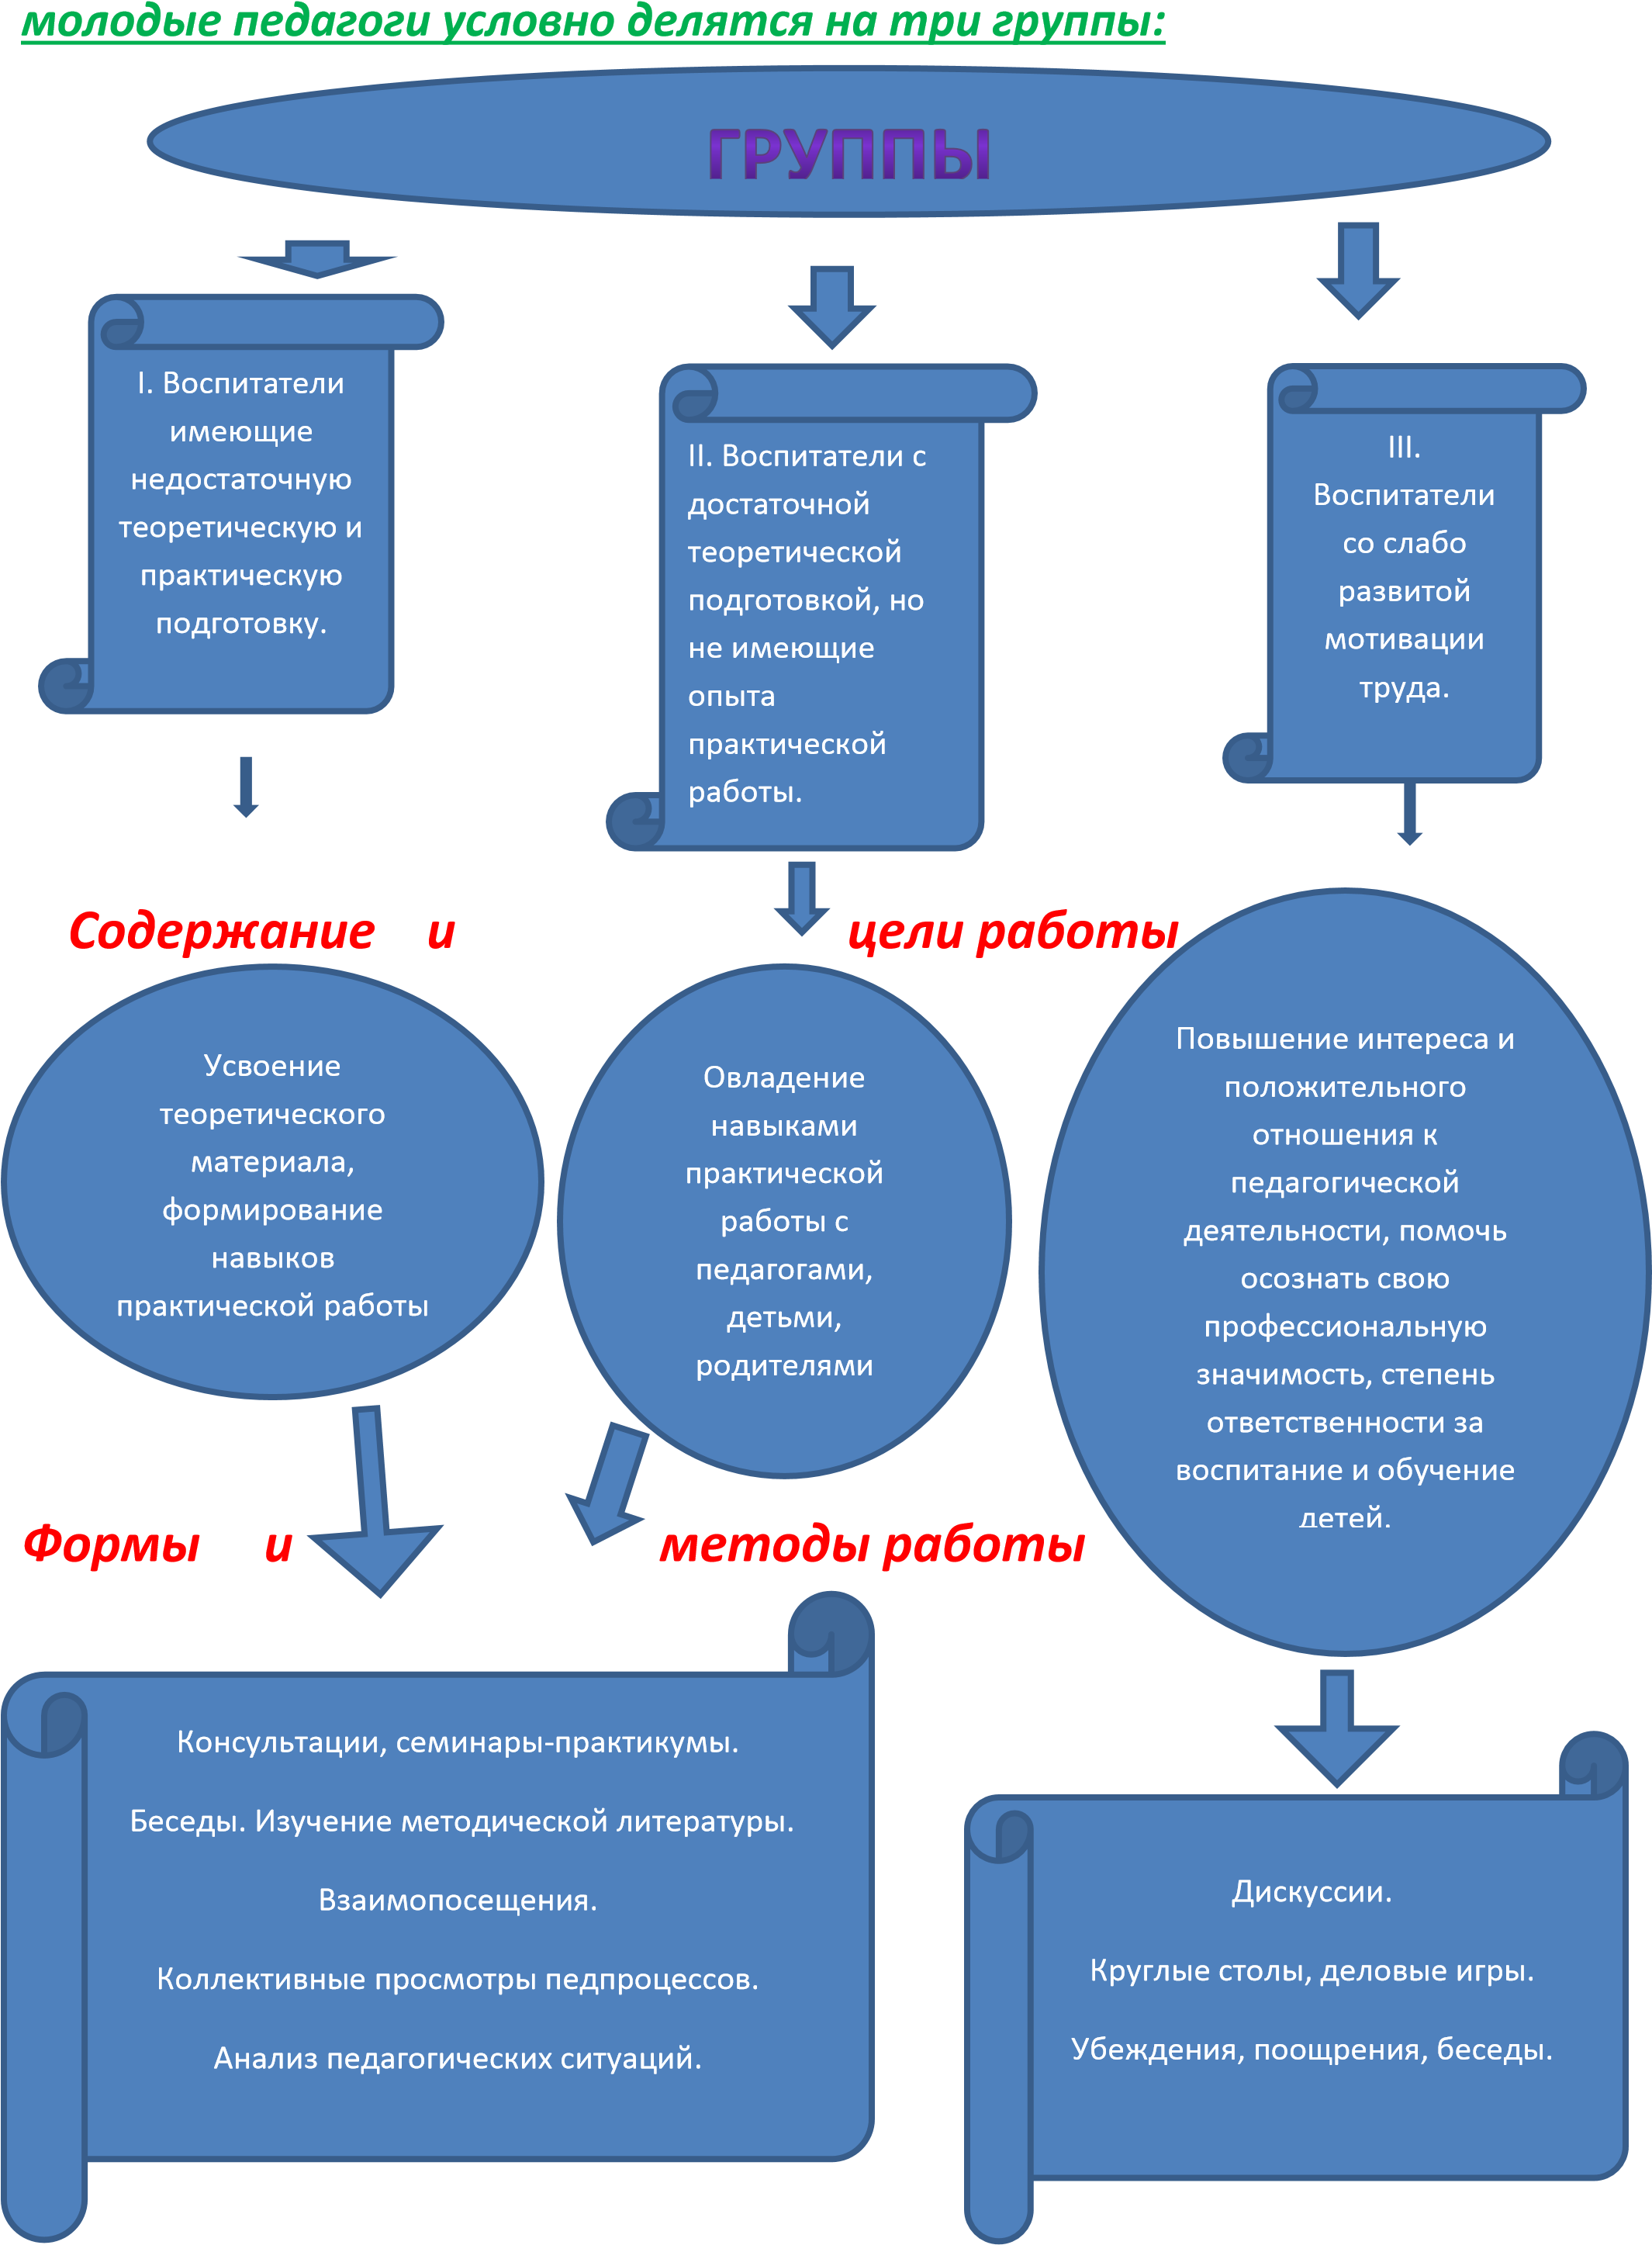 молодые педагоги условно делятся на три группы:
ГРУППЫ
I. Воспитатели
имеющие
недостаточную
теоретическую и
практическую
подготовку.
II. Воспитатели с
достаточной
теоретической
подготовкой, но
не имеющие
опыта
практической
работы.
III.
Воспитатели
со слабо
развитой
мотивации
труда.
Содержание и цели работы
Усвоение
теоретического
материала,
формирование
навыков
практической работы
Овладение
навыками
практической
работы с
педагогами,
детьми,
родителями
Повышение интереса и
положительного
отношения к
педагогической
деятельности, помочь
осознать свою
профессиональную
значимость, степень
ответственности за
воспитание и обучение
детей.
Формы и методы работы
Консультации, семинары-практикумы.
Беседы. Изучение методической литературы.
Взаимопосещения.
Коллективные просмотры педпроцессов.
Анализ педагогических ситуаций.
Дискуссии.
Круглые столы, деловые игры.
Убеждения, поощрения, беседы.